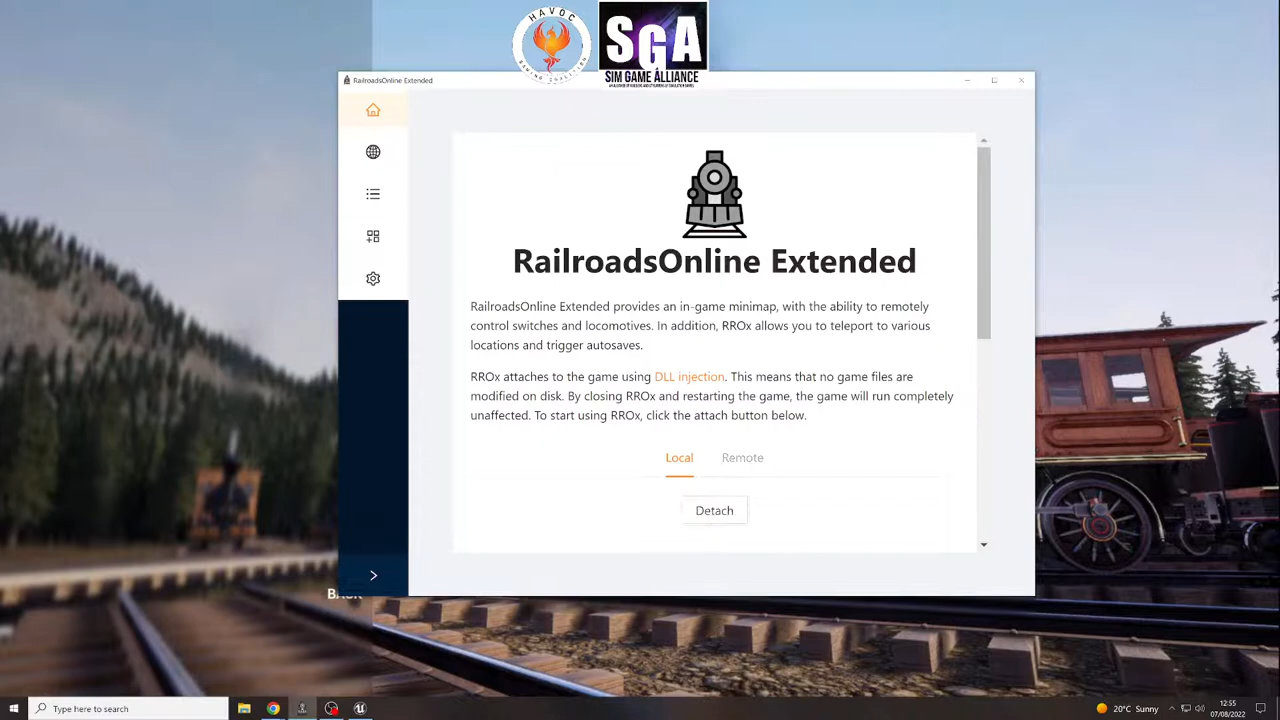 HAVOC
GAMING COALITION
SGA
SIM GAME ALLIANCE
RailroadsOnline Extended
RailroadsOnline Extended
RailroadsOnline Extended provides an in-game minimap, with the ability to remotely
control switches and locomotives. In addition, RROx allows you to teleport to various
locations and trigger autosaves.
RROx attaches to the game using DLL injection. This means that no game files are
modified on disk. By closing RROx and restarting the game, the game will run completely
unaffected. To start using RROx, click the attach button below.
Local Remote
Detach
BACK
Type here to search
20°C Sunny
12:55
07/08/2022